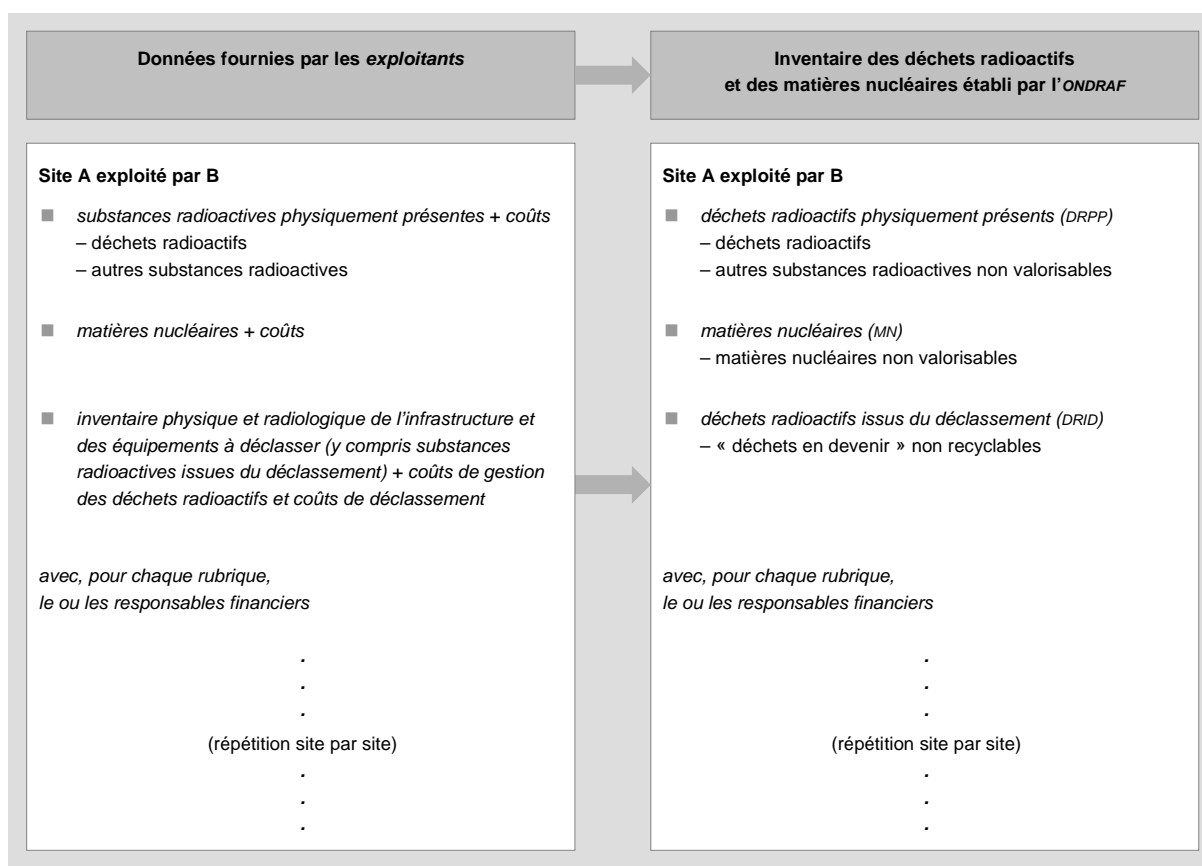 Données fournies par les exploitants
Inventaire des déchets radioactifs
et des matières nucléaires établi par l'ONDRAF
Site A exploité par B
substances radioactives physiquement présentes + coûts
– déchets radioactifs
– autres substances radioactives
matières nucléaires + coûts
inventaire physique et radiologique de l'infrastructure et
des équipements à déclasser (y compris substances
radioactives issues du déclassement) + coûts de gestion
des déchets radioactifs et coûts de déclassement
avec, pour chaque rubrique,
le ou les responsables financiers
.
.
.
(répétition site par site)
.
.
.
Site A exploité par B
déchets radioactifs physiquement présents (DRPP)
– déchets radioactifs
– autres substances radioactives non valorisables
matières nucléaires (MN)
– matières nucléaires non valorisables
déchets radioactifs issus du déclassement (DRID)
– « déchets en devenir » non recyclables
avec, pour chaque rubrique,
le ou les responsables financiers
.
.
.
(répétition site par site)
.
.
.